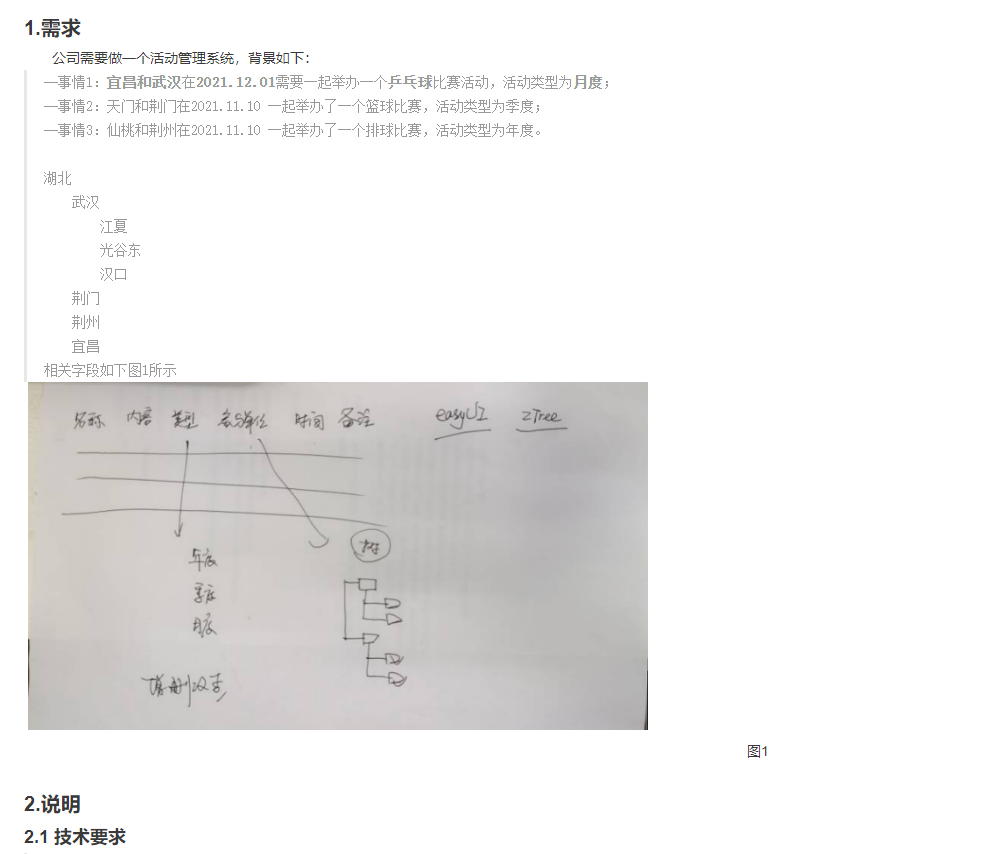 1.需求
公司需要做一个活动管理系统，背景如下：
—事情1：宜昌和武汉在2021.12.01需要一起举办一个乒乓球比赛活动，活动类型为月度；
—事情2：天门和荆门在2021.11.10 一起举办了一个篮球比赛，活动类型为季度；
—事情3：仙桃和荆州在2021.11.10 一起举办了一个排球比赛，活动类型为年度。
湖北
武汉
江夏
光谷东
汉口
荆门
荆州
宜昌
相关字段如下图1所示
名称 内容 类型 参与单位 时间 备注 easyUI zTree
树
年度
季度
月度
增删改查
图1
2.说明
2.1 技术要求